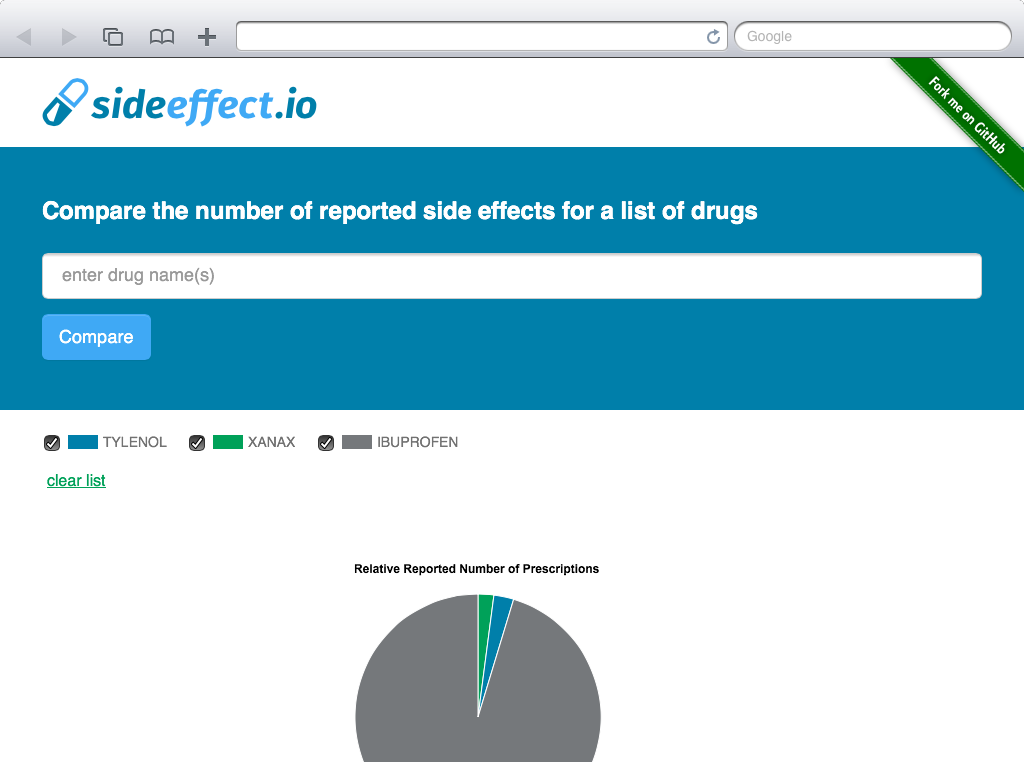 Google
sideeffect.io
Fork me on GitHub
Compare the number of reported side effects for a list of drugs
enter drug name(s)
Compare
TYLENOL XANAX IBUPROFEN
clear list
Relative Reported Number of Prescriptions